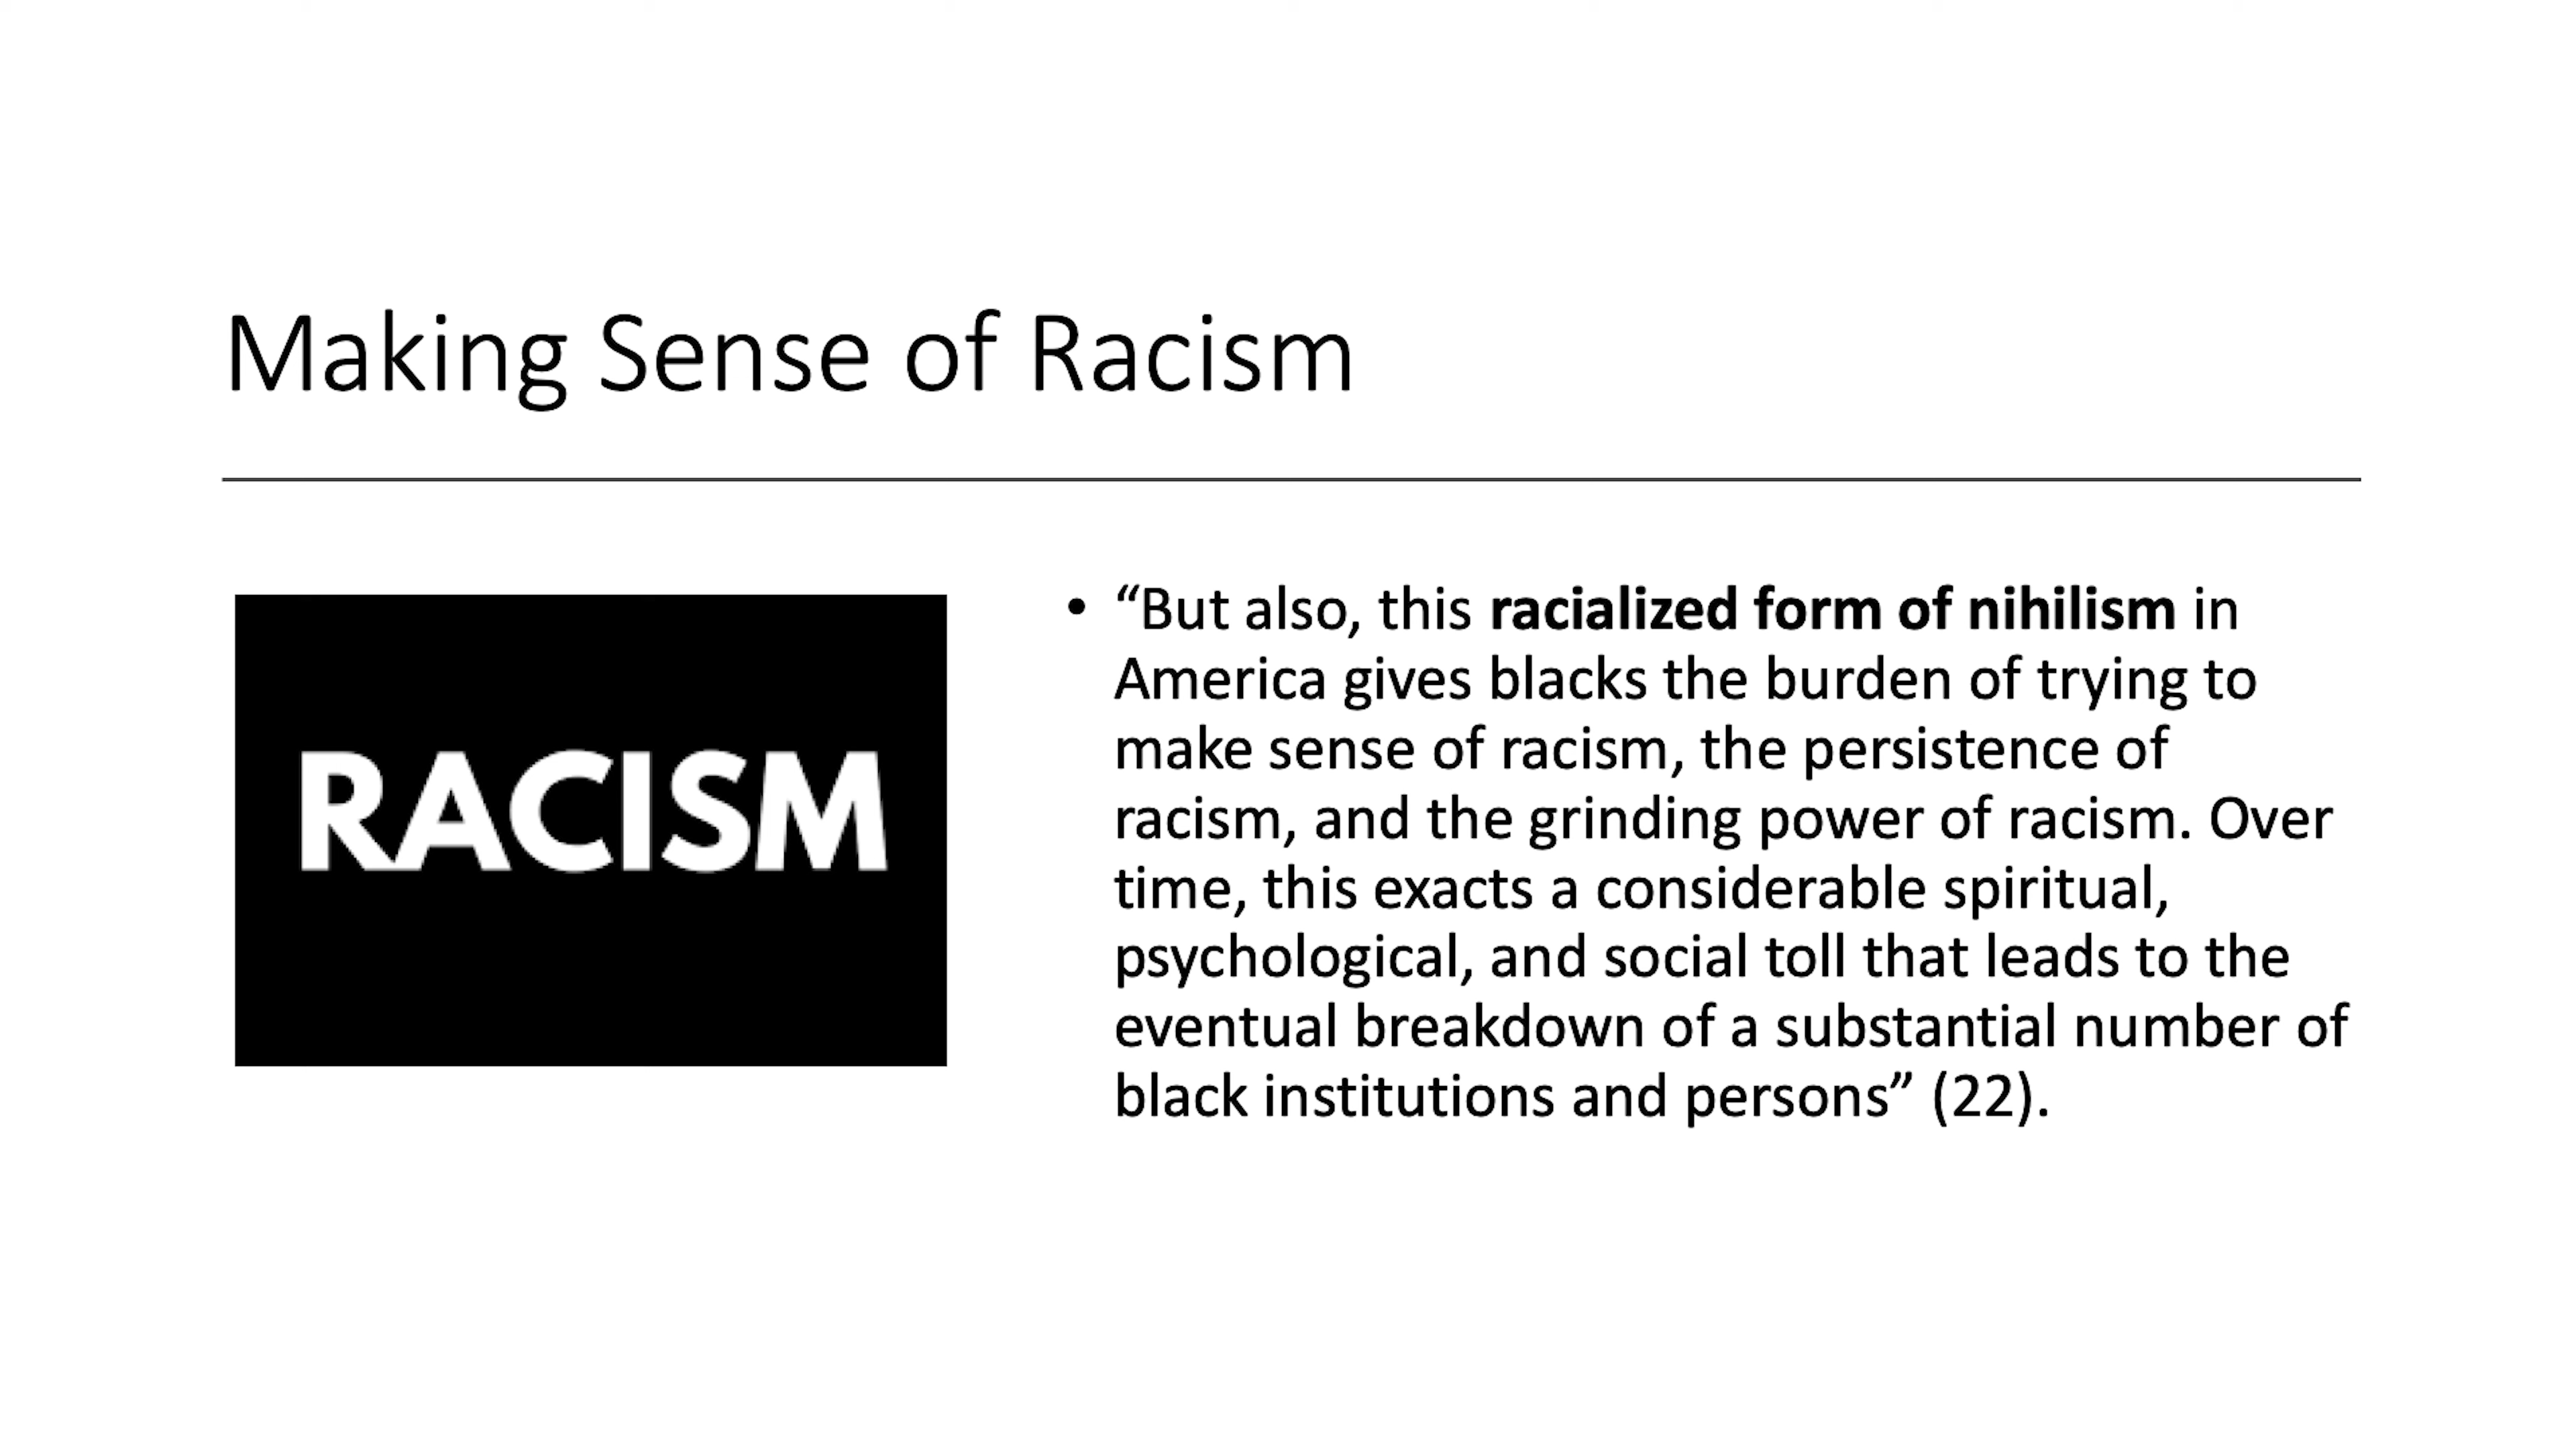 Making Sense of Racism
RACISM
• “But also, this racialized form of nihilism in
America gives blacks the burden of trying to
make sense of racism, the persistence of
racism, and the grinding power of racism. Over
time, this exacts a considerable spiritual,
psychological, and social toll that leads to the
eventual breakdown of a substantial number of
black institutions and persons” (22).